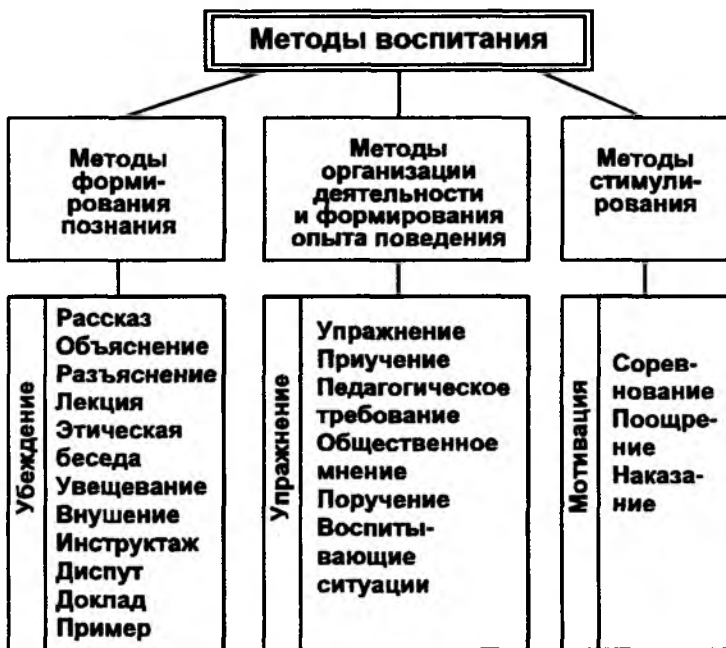 Методы воспитания
Методы
форми-
рования
познания
Методы
организации
деятельности
и формирования
опыта поведения
Методы
стимули-
рования
Убеждение
Рассказ
Объяснение
Разъяснение
Лекция
Этическая
беседа
Увещевание
Внушение
Инструктаж
Диспут
Доклад
Пример
Упражнение
Упражнение
Приучение
Педагогическое
требование
Общественное
мнение
Поручение
Воспиты-
вающие
ситуации
Мотивация
Сорев-
нование
Поощре-
ние
Наказа-
ние